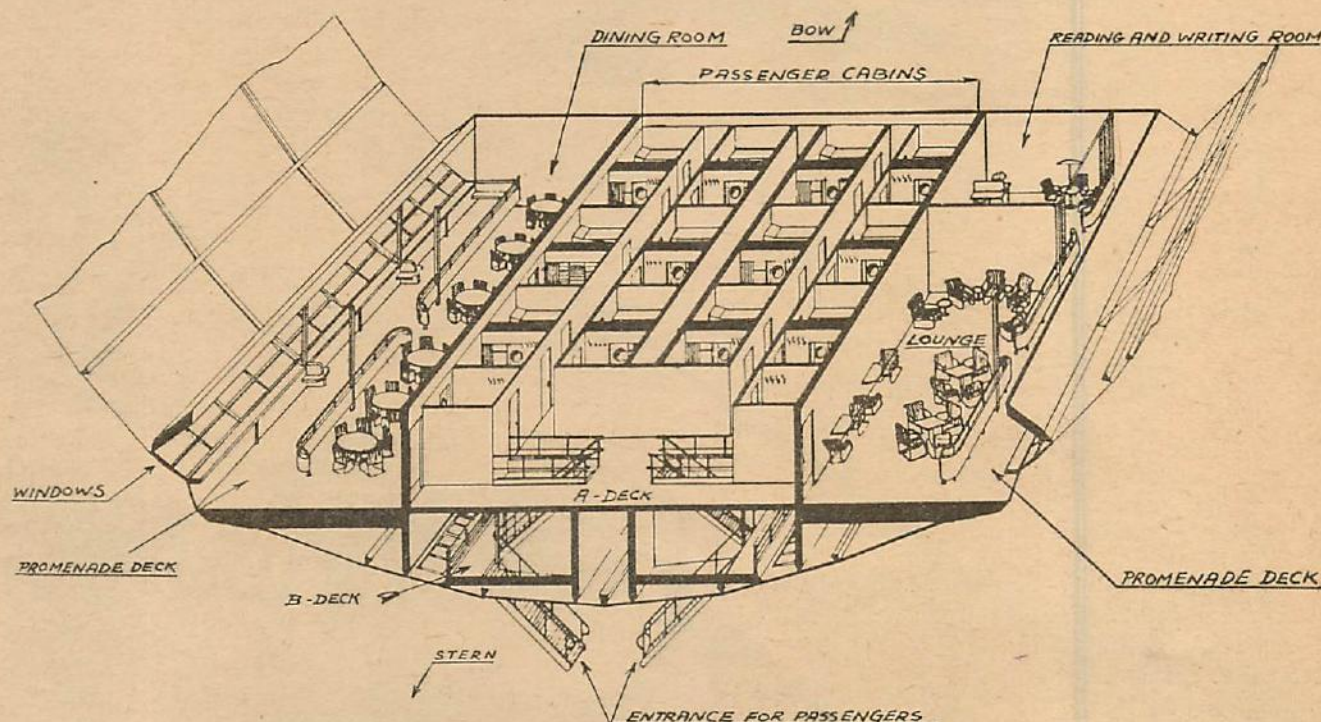 DINING ROOM
BOW
READING AND WRITING ROOM
PASSENGER CABINS
LOUNGE
WINDOWS
A-DECK
PROMENADE DECK
B-DECK
PROMENADE DECK
STERN
ENTRANCE FOR PASSENGERS